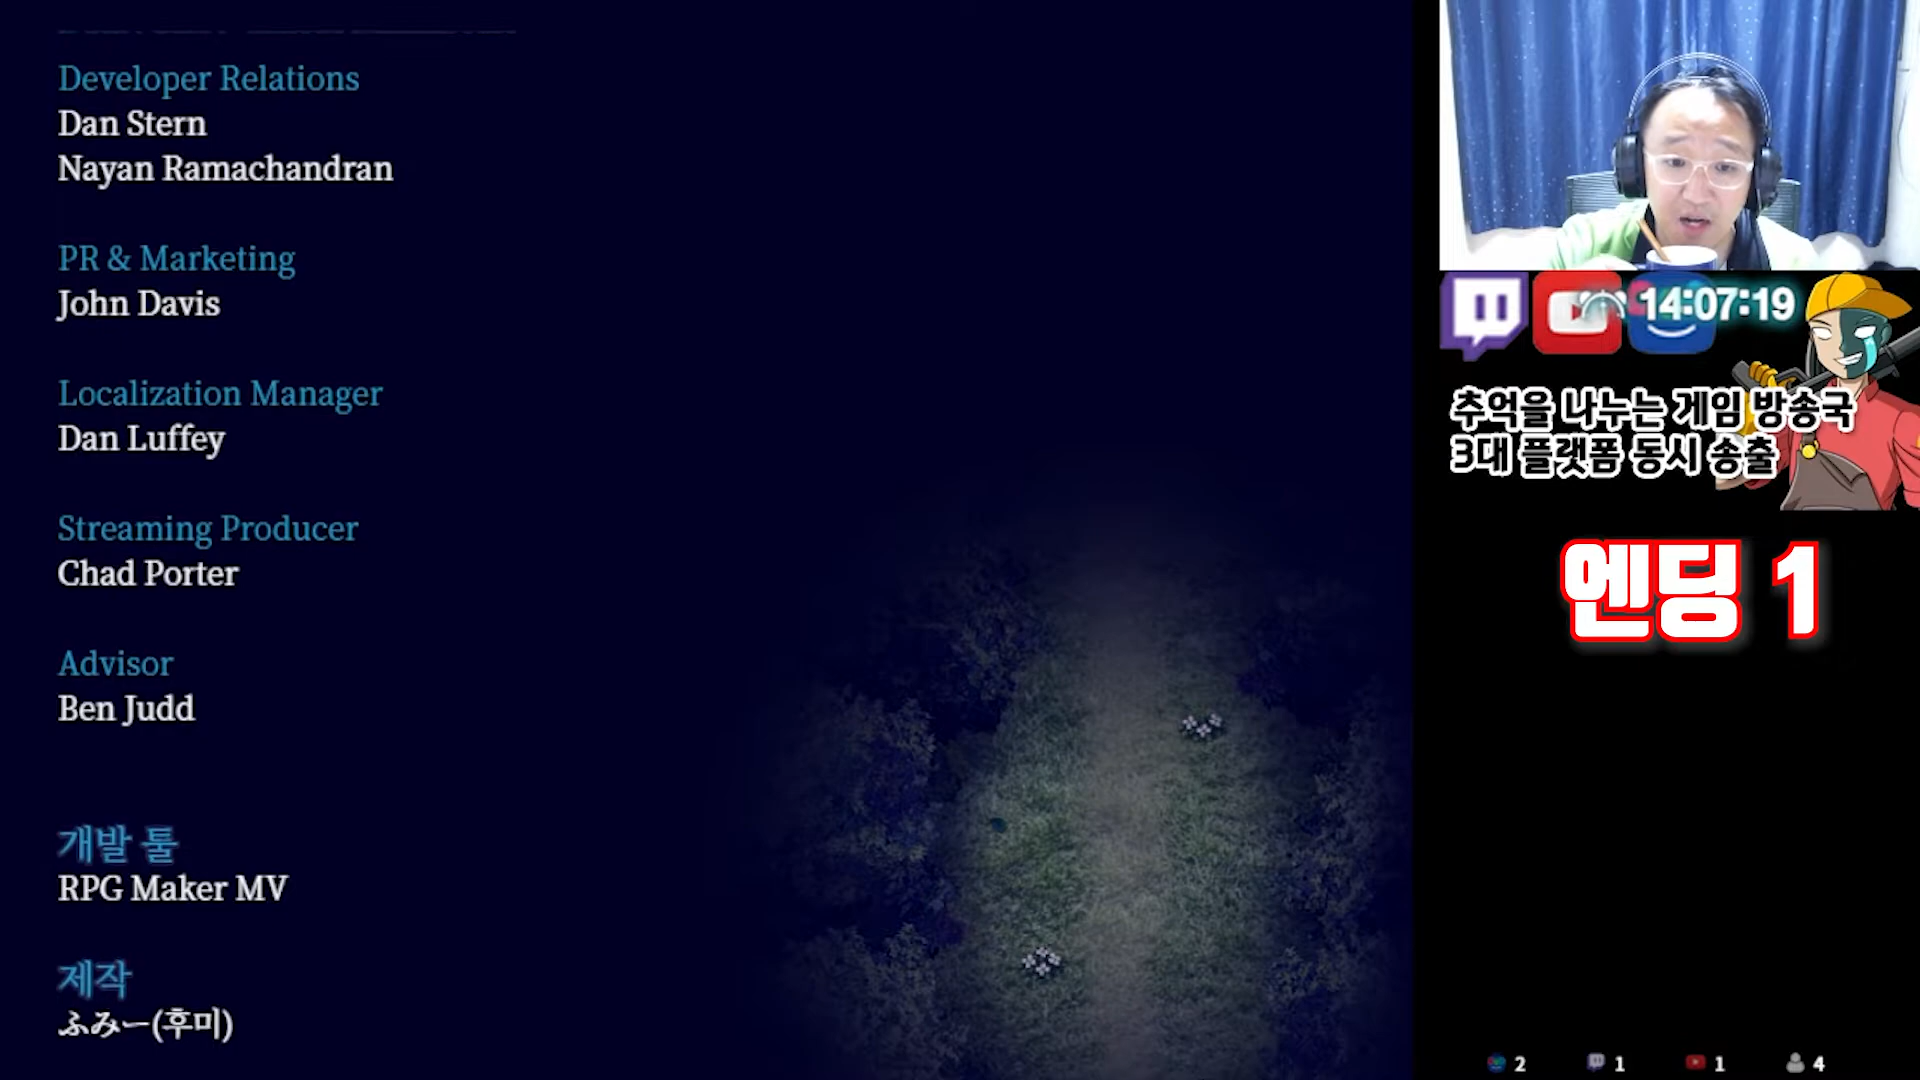 Developer Relations
Dan Stern
Nayan Ramachandran
PR & Marketing
John Davis
Localization Manager
Dan Luffey
Streaming Producer
Chad Porter
Advisor
Ben Judd
개발 툴
RPG Maker MV
제작
ふみー(후미)
14:07:19
추억을 나누는 게임 방송국
3대 플랫폼 동시 송출
엔딩 1
2 1 1 4